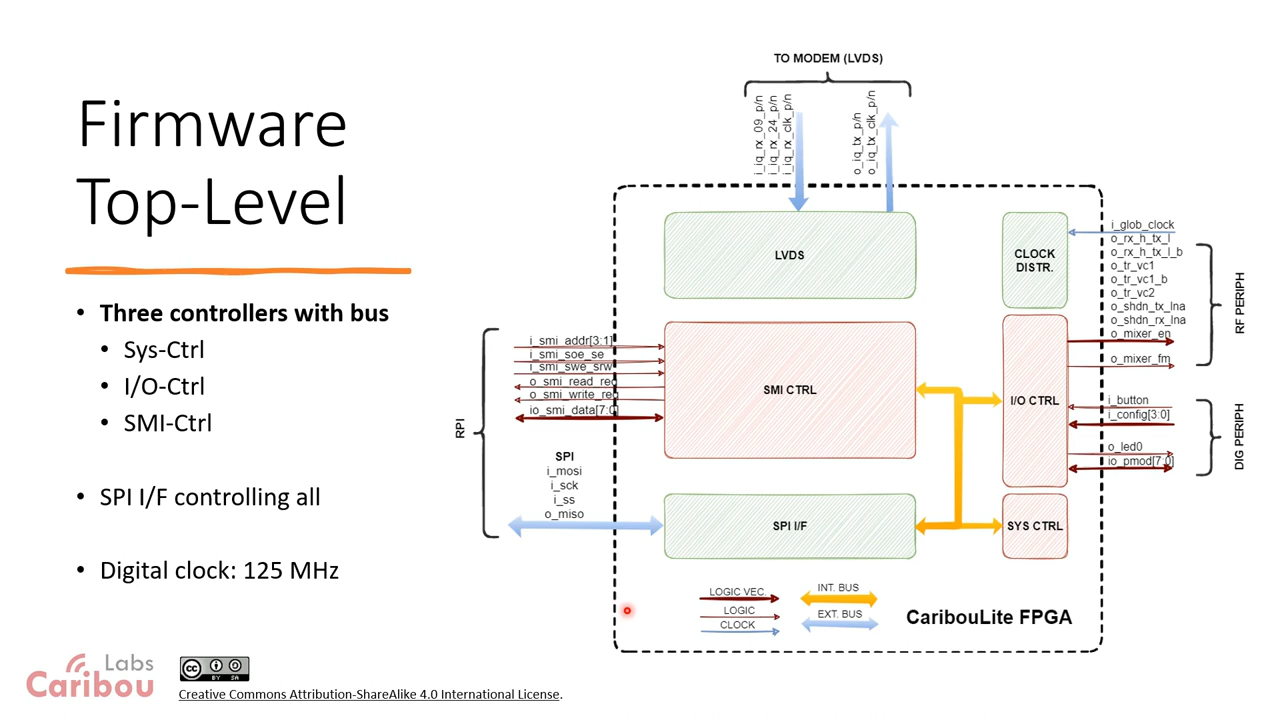 Firmware
Top-Level
• Three controllers with bus
• Sys-Ctrl
• I/O-Ctrl
• SMI-Ctrl
• SPI I/F controlling all
• Digital clock: 125 MHz
Labs
Caribou
CC BY SA
Creative Commons Attribution-ShareAlike 4.0 International License.
TO MODEM (LVDS)
i_iq_rx_09_p/n
i_iq_rx_24_p/n
i_iq_rx_clk_p/n
o_iq_tx_p/n
o_iq_tx_clk_p/n
LVDS
CLOCK
DISTR.
i_glob_clock
o_rx_h_tx_l
o_rx_h_tx_l_b
o_tr_vc1
o_tr_vc1_b
o_tr_vc2
o_shdn_tx_lna
o_shdn_rx_lna
o_mixer_en
o_mixer_fm
RF PERIPH
RPI
i_smi_addr[3:1]
i_smi_soe_se
i_smi_swe_srw
o_smi_read_req
o_smi_write_req
io_smi_data[7:0]
SMI CTRL
I/O CTRL
i_button
i_config[3:0]
o_led0
io_pmod[7:0]
DIG PERIPH
SPI
i_mosi
i_sck
i_ss
o_miso
SPI I/F
SYS CTRL
LOGIC VEC.
LOGIC
CLOCK
INT. BUS
EXT. BUS
CaribouLite FPGA